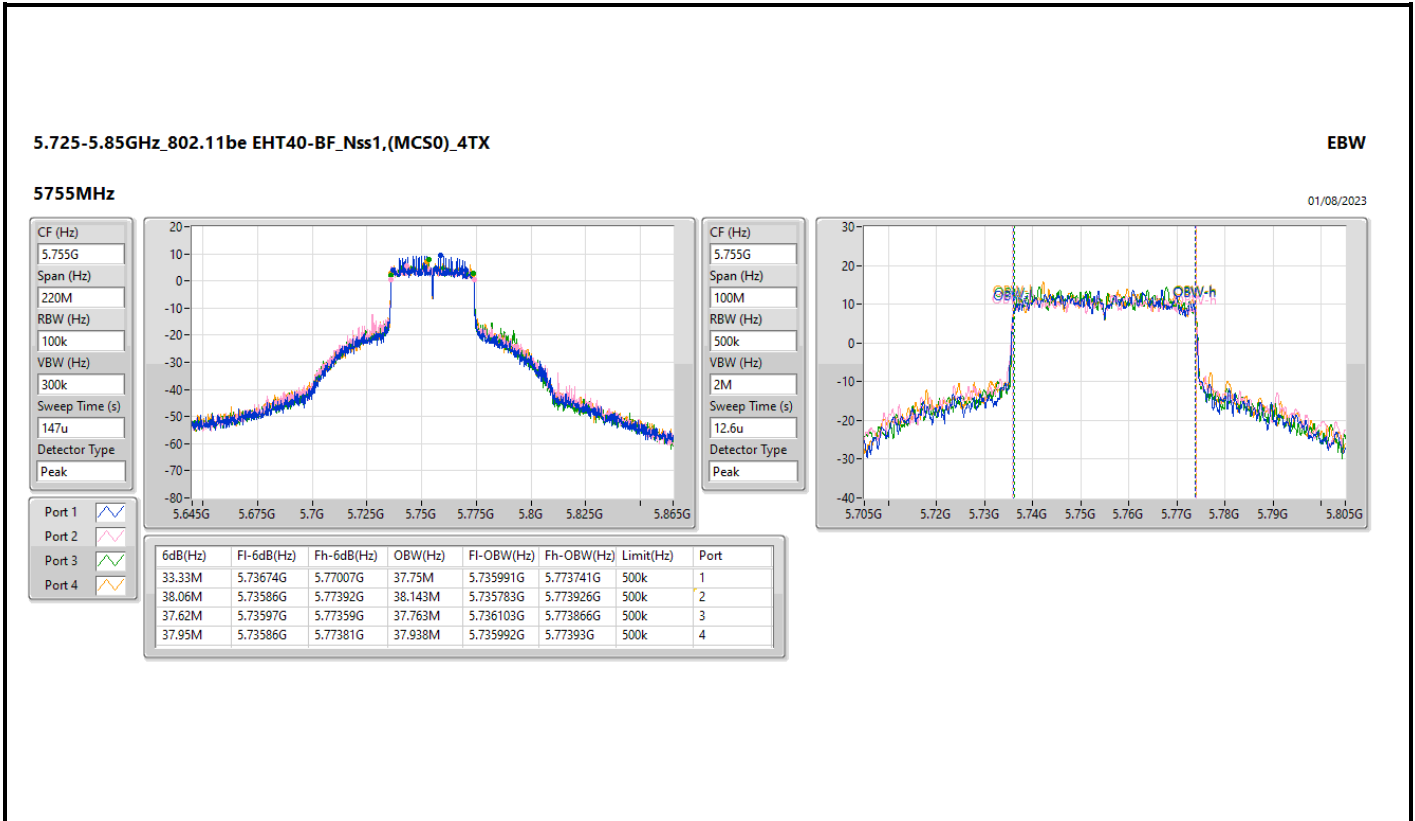 5.725-5.85GHz_802.11be EHT40-BF_Nss1,(MCS0)_4TX
EBW
5755MHz
01/08/2023
CF (Hz)
5.755G
Span (Hz)
220M
RBW (Hz)
100k
VBW (Hz)
300k
Sweep Time (s)
147u
Detector Type
Peak
20
10
0
-10
-20
-30
-40
-50
-60
-70
-80
5.645G 5.675G 5.7G 5.725G 5.75G 5.775G 5.8G 5.825G 5.865G
CF (Hz)
5.755G
Span (Hz)
100M
RBW (Hz)
500k
VBW (Hz)
2M
Sweep Time (s)
12.6u
Detector Type
Peak
30
20
10
0
-10
-20
-30
-40
OBW-l OBW-h
5.705G 5.72G 5.73G 5.74G 5.75G 5.76G 5.77G 5.78G 5.79G 5.805G
Port 1
Port 2
Port 3
Port 4
6dB(Hz) Fl-6dB(Hz) Fh-6dB(Hz) OBW(Hz) Fl-OBW(Hz) Fh-OBW(Hz) Limit(Hz) Port
33.33M 5.73674G 5.77007G 37.75M 5.735991G 5.773741G 500k 1
38.06M 5.73586G 5.77392G 38.143M 5.735783G 5.773926G 500k 2
37.62M 5.73597G 5.77359G 37.763M 5.736103G 5.773866G 500k 3
37.95M 5.73586G 5.77381G 37.938M 5.735992G 5.77393G 500k 4